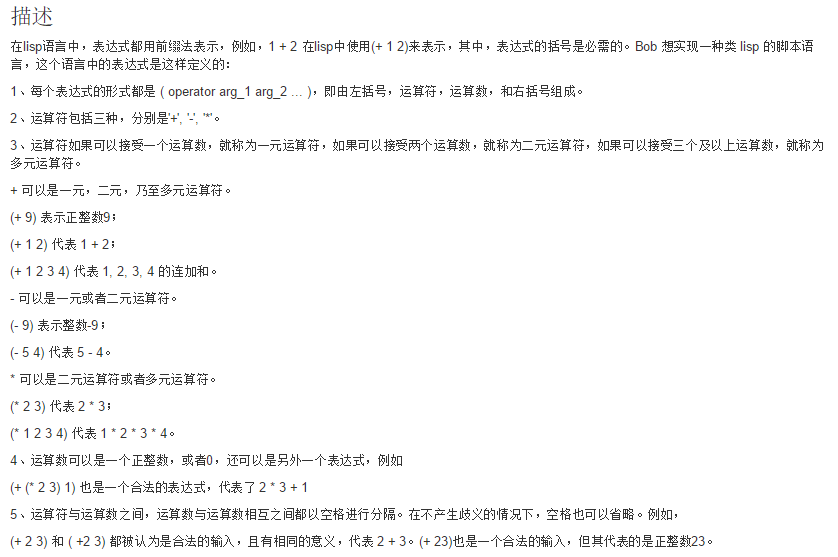 描述
在lisp语言中，表达式都用前缀法表示，例如，1 + 2 在lisp中使用(+ 1 2)来表示，其中，表达式的括号是必需的。Bob 想实现一种类 lisp 的脚本语
言，这个语言中的表达式是这样定义的：
1、每个表达式的形式都是 ( operator arg_1 arg_2 ... )，即由左括号，运算符，运算数，和右括号组成。
2、运算符包括三种，分别是'+', '-', '*'。
3、运算符如果可以接受一个运算数，就称为一元运算符，如果可以接受两个运算数，就称为二元运算符，如果可以接受三个及以上运算数，就称为
多元运算符。
+ 可以是一元，二元，乃至多元运算符。
(+ 9) 表示正整数9；
(+ 1 2) 代表 1 + 2；
(+ 1 2 3 4) 代表 1, 2, 3, 4 的连加和。
- 可以是一元或者二元运算符。
(- 9) 表示整数-9；
(- 5 4) 代表 5 - 4。
* 可以是二元运算符或者多元运算符。
(* 2 3) 代表 2 * 3；
(* 1 2 3 4) 代表 1 * 2 * 3 * 4。
4、运算数可以是一个正整数，或者0，还可以是另外一个表达式，例如
(+ (* 2 3) 1) 也是一个合法的表达式，代表了 2 * 3 + 1
5、运算符与运算数之间，运算数与运算数相互之间都以空格进行分隔。在不产生歧义的情况下，空格也可以省略。例如，
(+ 2 3) 和 ( +2 3) 都被认为是合法的输入，且有相同的意义，代表 2 + 3。(+ 23)也是一个合法的输入，但其代表的是正整数23。